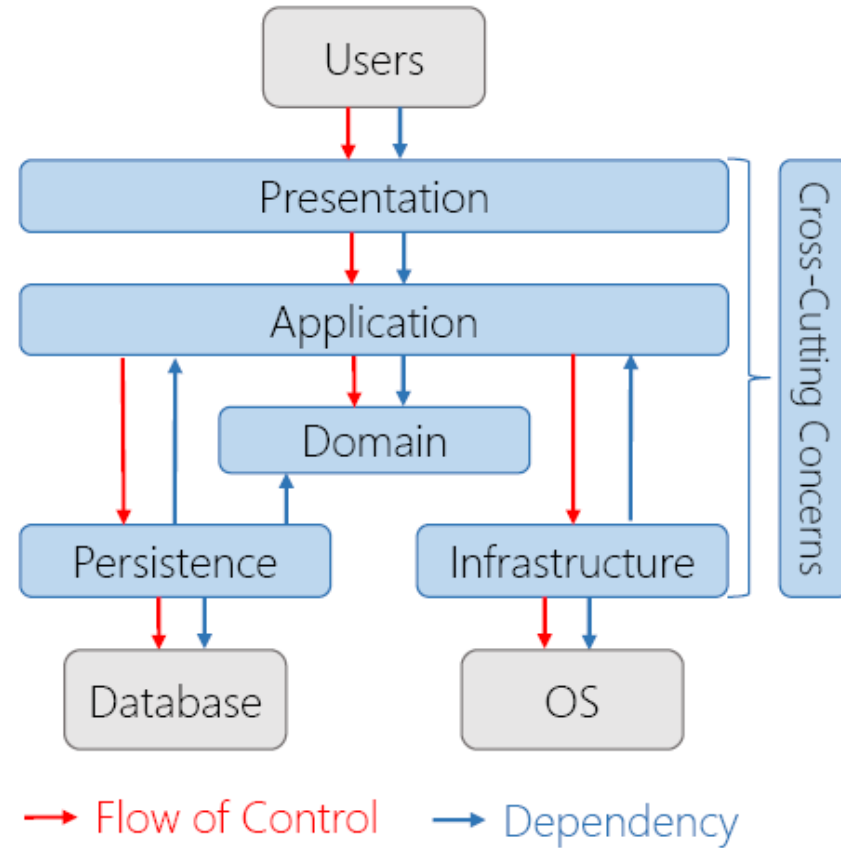 Users
Presentation
Application
Domain
Persistence
Infrastructure
Database
OS
Cross-Cutting Concerns
Flow of Control
Dependency